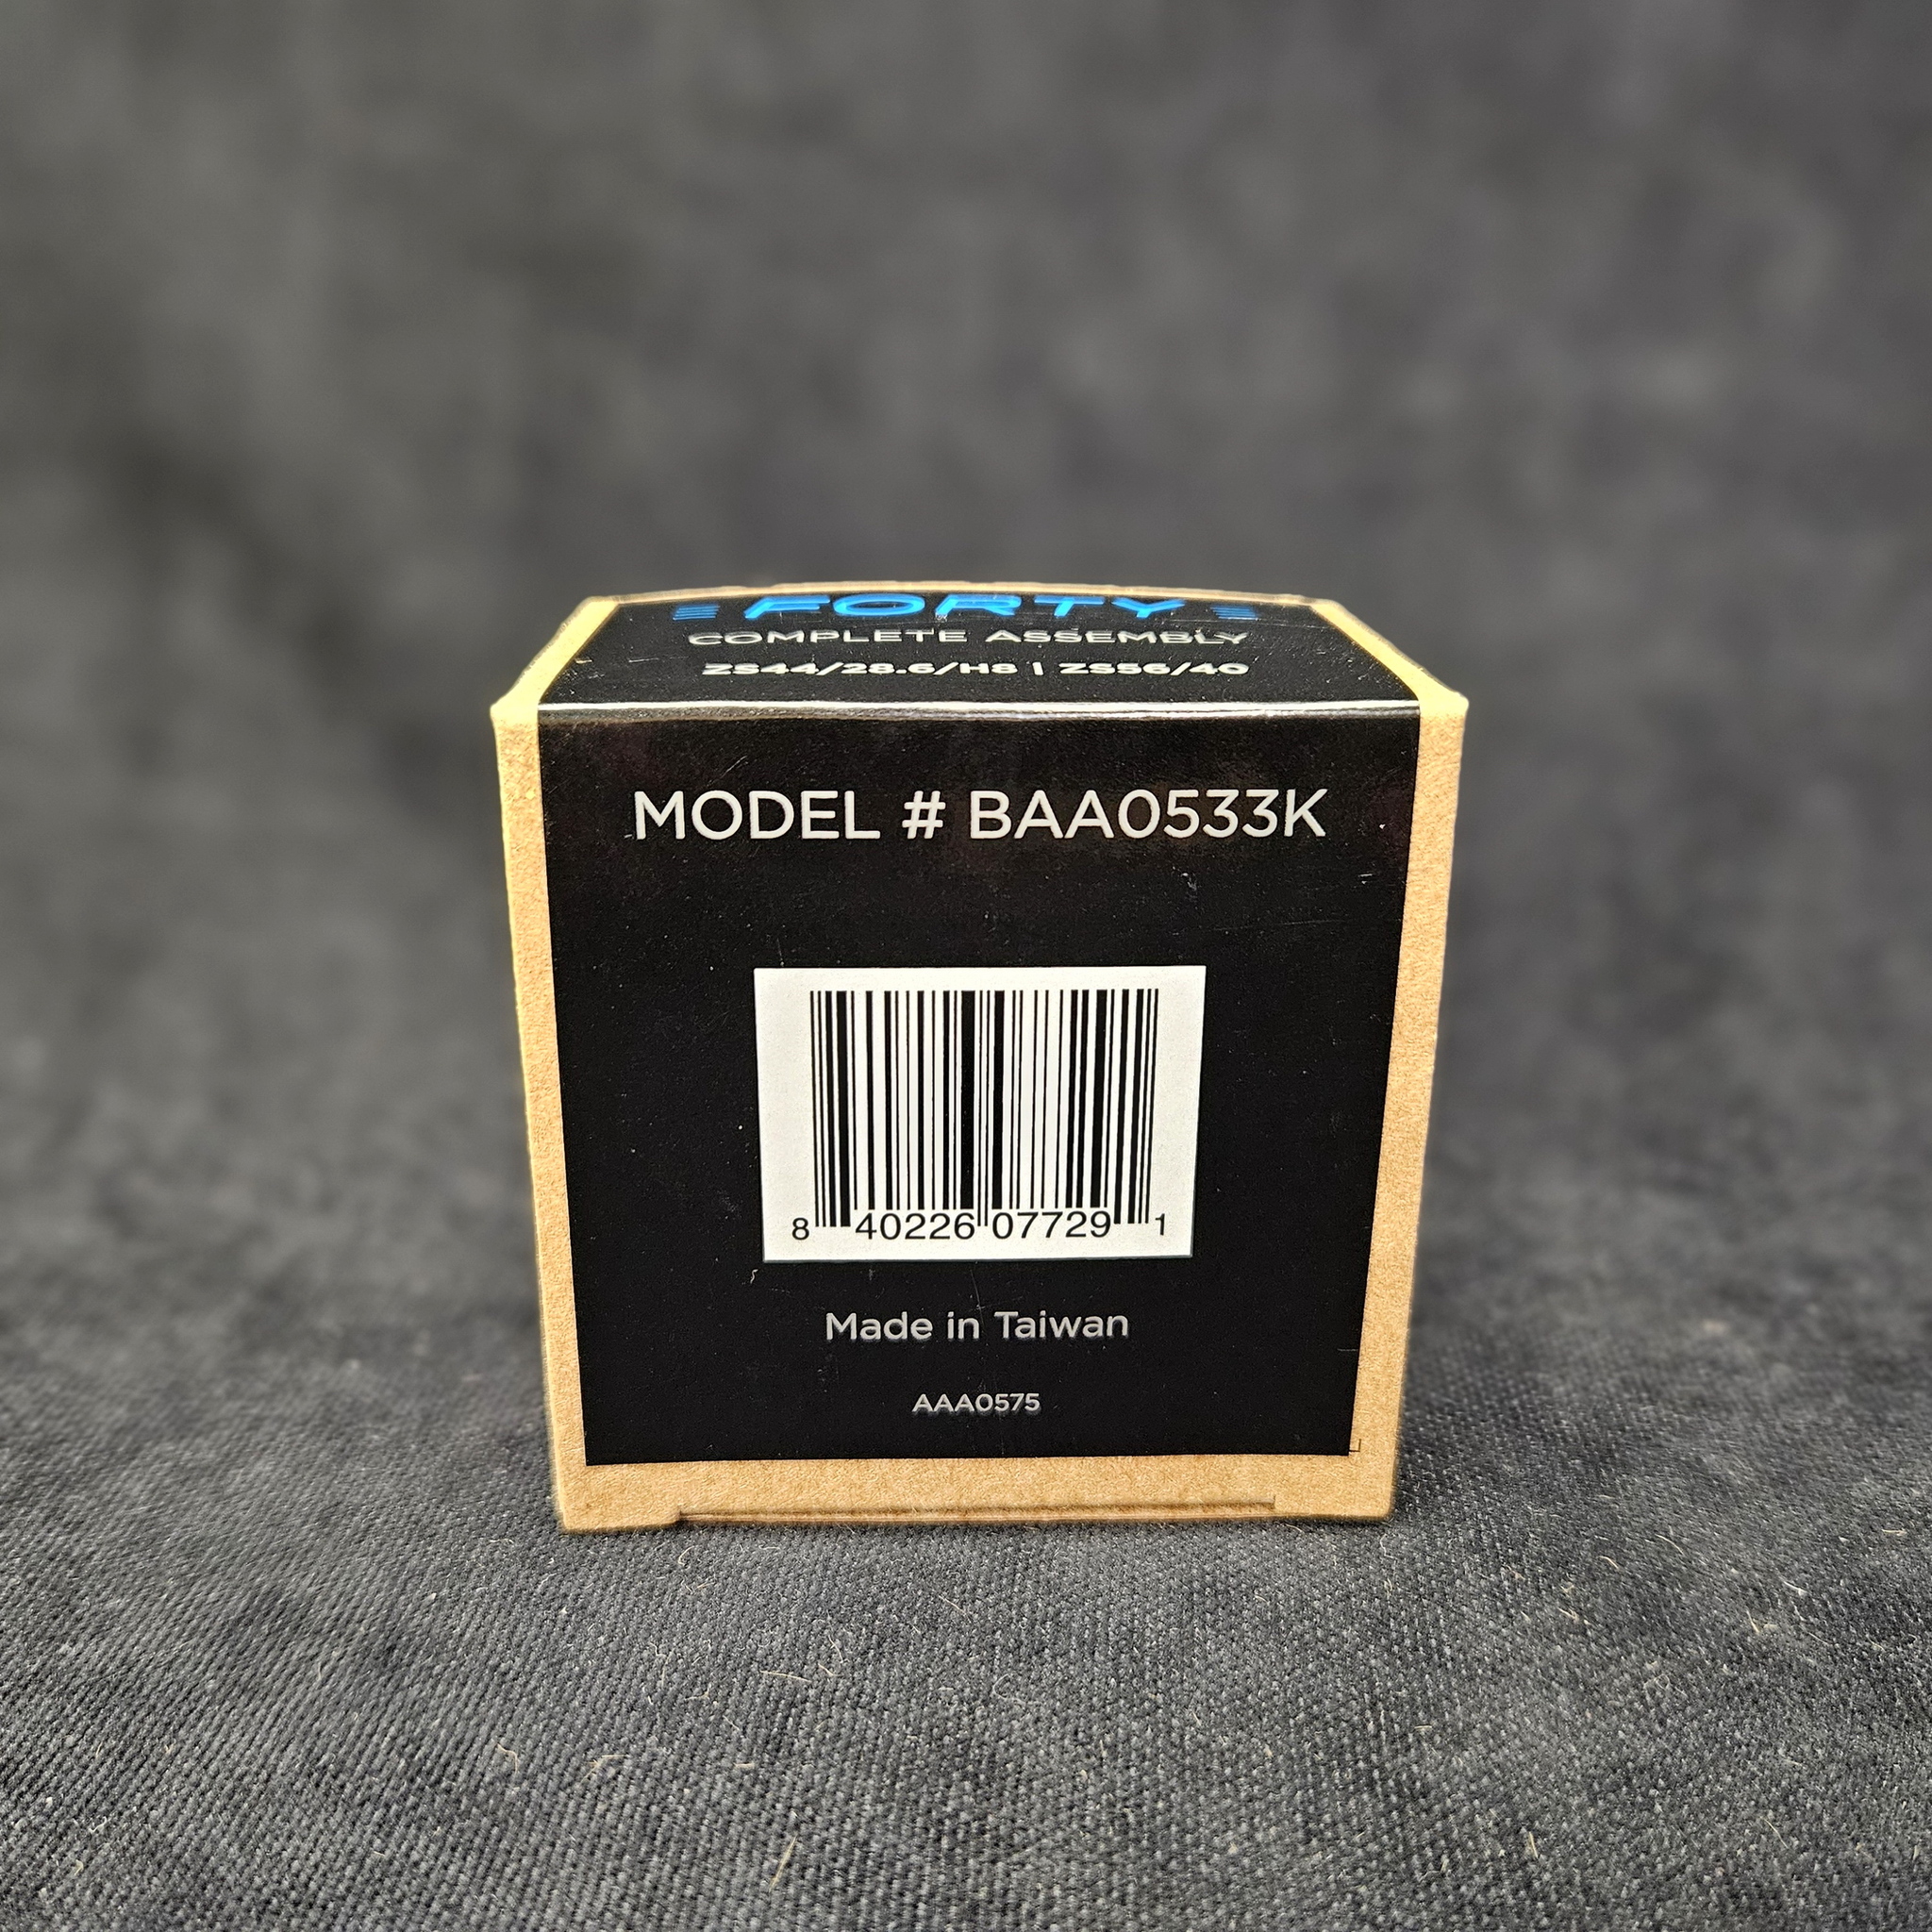 FORTY
COMPLETE ASSEMBLY
ZS44/28.6/H8 | ZS56/40
MODEL # BAA0533K
8 40226 07729 1
Made in Taiwan
AAA0575